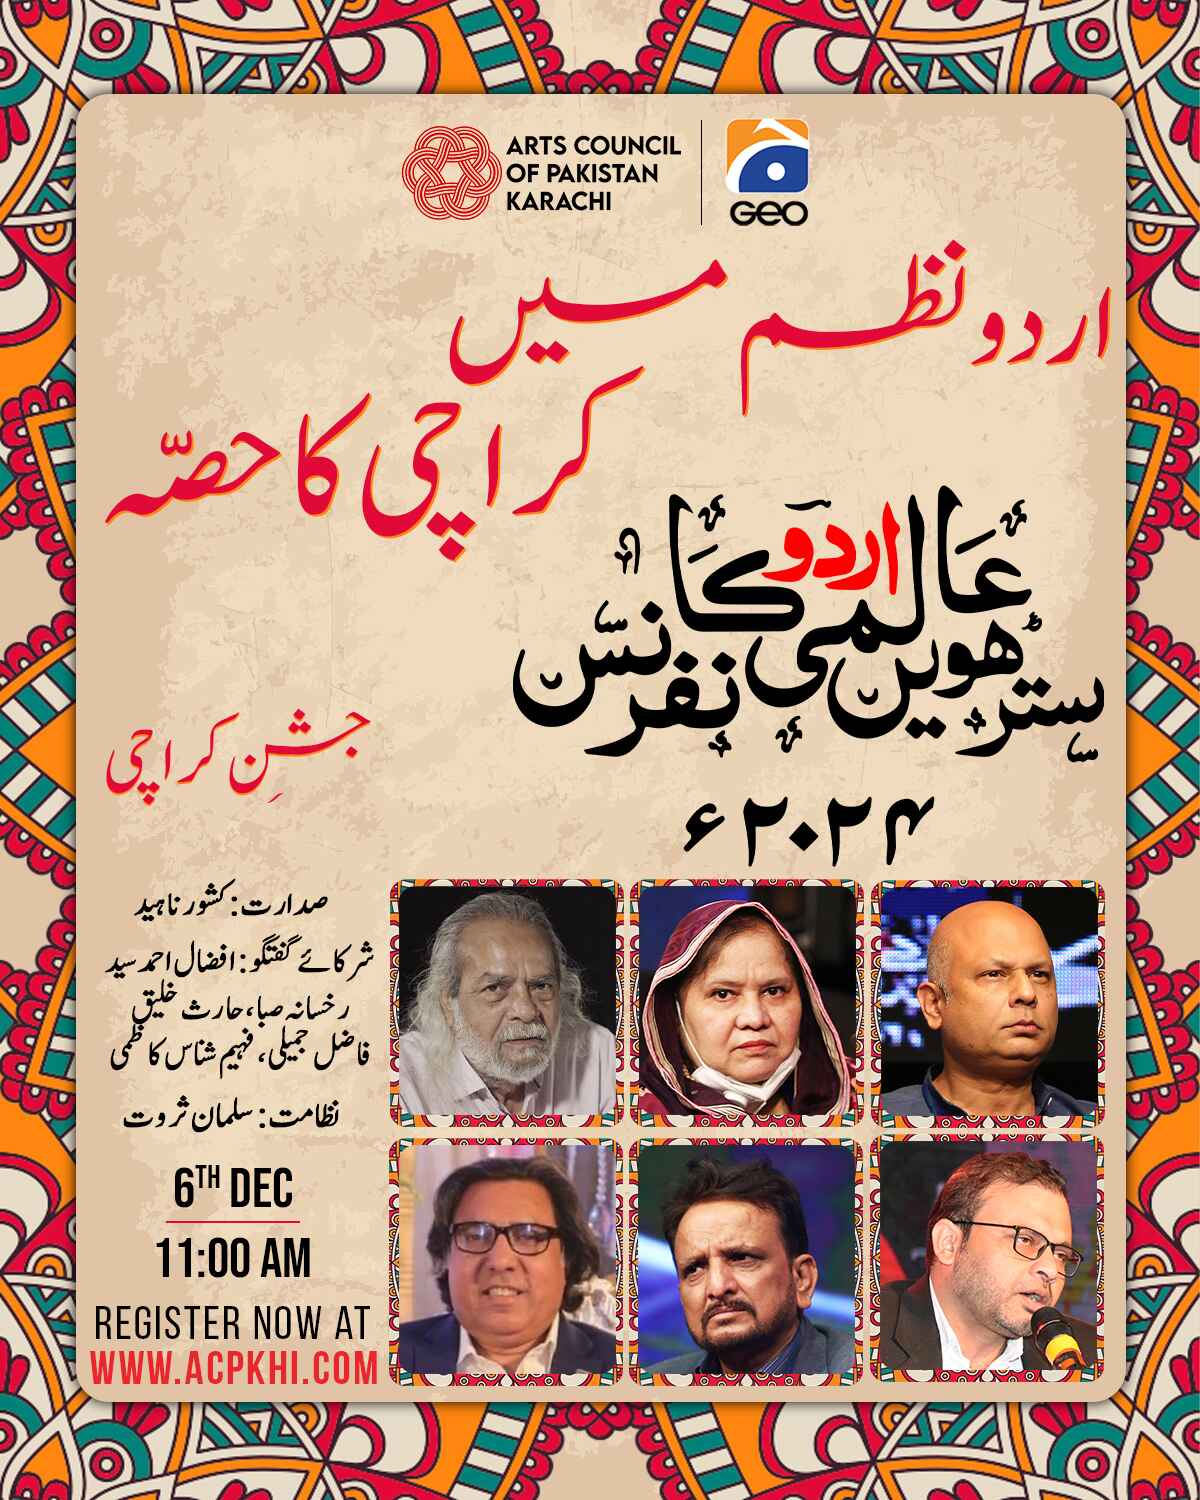 ARTS COUNCIL
OF PAKISTAN
KARACHI
GEO
اردو نظم میں
کراچی کا حصّہ
عالمی اردو کانفرنس
سترھویں
۲۰۲۴ء
جشنِ کراچی
صدارت: کشور ناہید
شرکائے گفتگو: افضال احمد سید
رخسانہ صبا، حارث خلیق
فاضل جمیلی، فہیم شناس کاظمی
نظامت: سلمان ثروت
6TH DEC
11:00 AM
REGISTER NOW AT
WWW.ACPKHI.COM